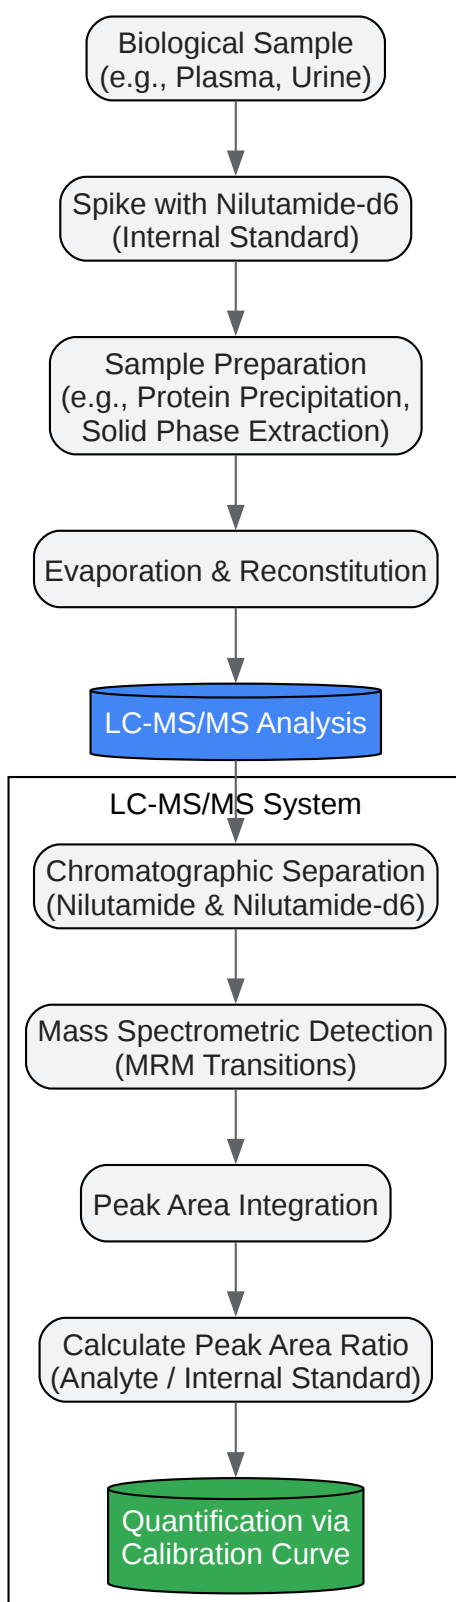 Biological Sample
(e.g., Plasma, Urine)
Spike with Nilutamide-d6
(Internal Standard)
Sample Preparation
(e.g., Protein Precipitation,
Solid Phase Extraction)
Evaporation & Reconstitution
LC-MS/MS Analysis
LC-MS/MS System
Chromatographic Separation
(Nilutamide & Nilutamide-d6)
Mass Spectrometric Detection
(MRM Transitions)
Peak Area Integration
Calculate Peak Area Ratio
(Analyte / Internal Standard)
Quantification via
Calibration Curve